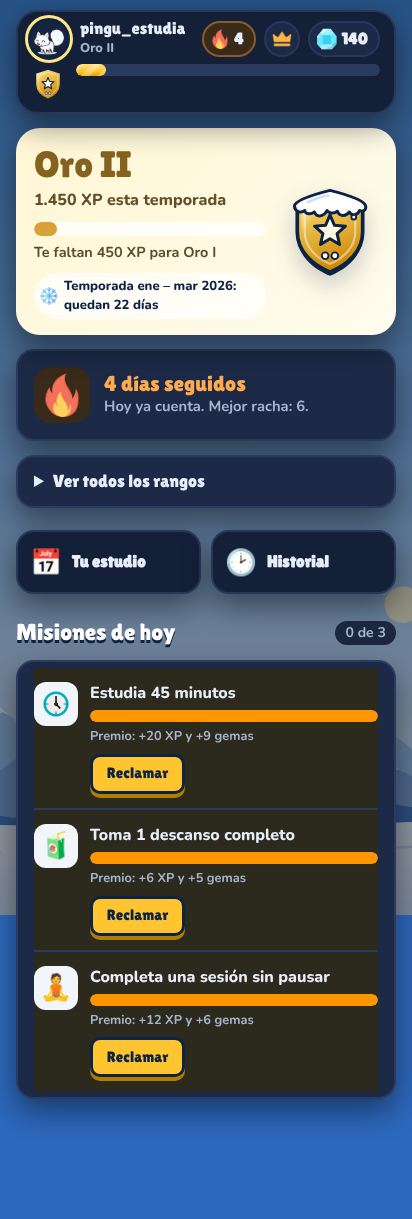 pingu_estudia
Oro II
4
140
Oro II
1.450 XP esta temporada
Te faltan 450 XP para Oro I
Temporada ene – mar 2026:
quedan 22 días
4 días seguidos
Hoy ya cuenta. Mejor racha: 6.
Ver todos los rangos
July
17
Tu estudio
Historial
Misiones de hoy
0 de 3
Estudia 45 minutos
Premio: +20 XP y +9 gemas
Reclamar
Toma 1 descanso completo
Premio: +6 XP y +5 gemas
Reclamar
Completa una sesión sin pausar
Premio: +12 XP y +6 gemas
Reclamar